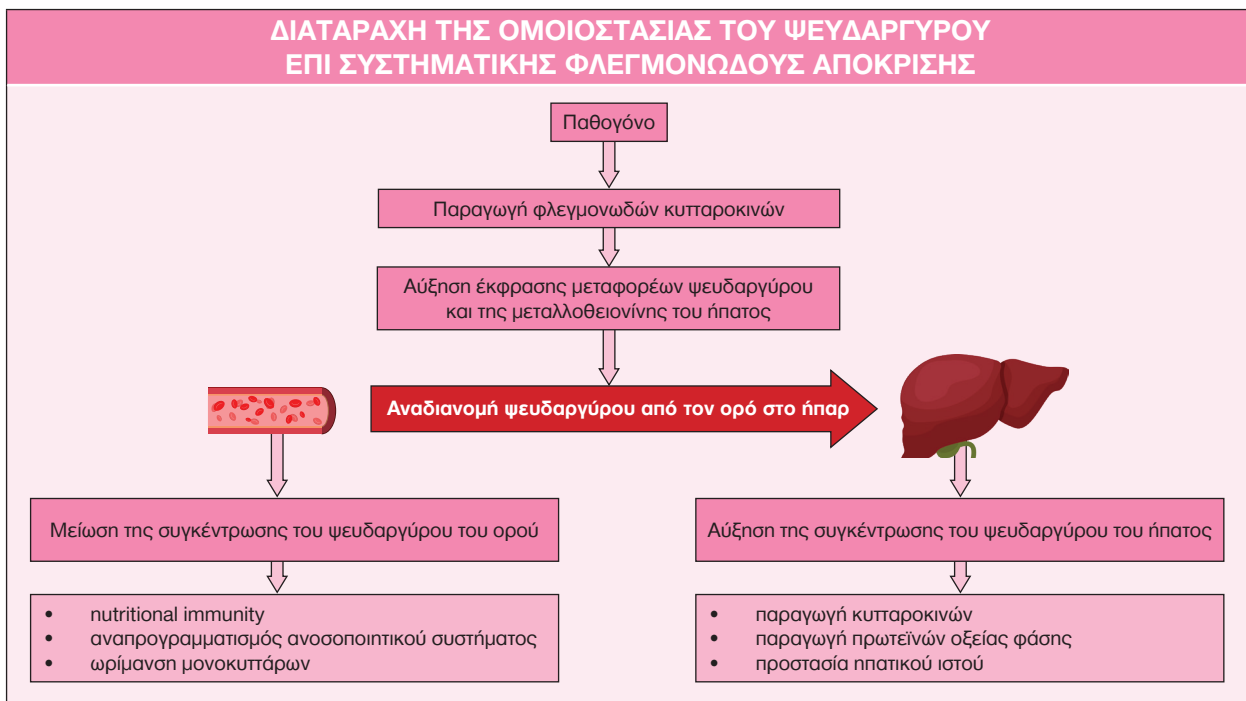 ΔΙΑΤΑΡΑΧΗ ΤΗΣ ΟΜΟΙΟΣΤΑΣΙΑΣ ΤΟΥ ΨΕΥΔΑΡΓΥΡΟΥ
ΕΠΙ ΣΥΣΤΗΜΑΤΙΚΗΣ ΦΛΕΓΜΟΝΩΔΟΥΣ ΑΠΟΚΡΙΣΗΣ
Παθογόνο
Παραγωγή φλεγμονωδών κυτταροκινών
Αύξηση έκφρασης μεταφορέων ψευδαργύρου
και της μεταλλοθειονίνης του ήπατος
Αναδιανομή ψευδαργύρου από τον ορό στο ήπαρ
Μείωση της συγκέντρωσης του ψευδαργύρου του ορού
• nutritional immunity
• αναπρογραμματισμός ανοσοποιητικού συστήματος
• ωρίμανση μονοκυττάρων
Αύξηση της συγκέντρωσης του ψευδαργύρου του ήπατος
• παραγωγή κυτταροκινών
• παραγωγή πρωτεϊνών οξείας φάσης
• προστασία ηπατικού ιστού